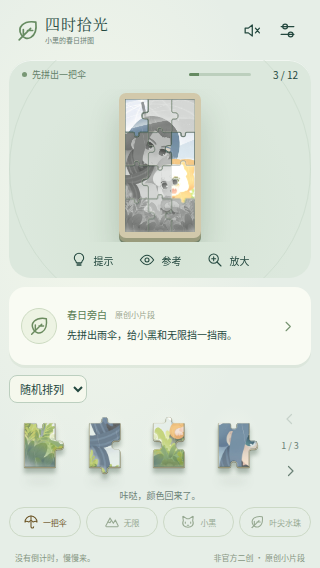 四时拾光
小黑的春日拼图
先拼出一把伞
3 / 12
提示
参考
放大
春日旁白 原创小片段
先拼出雨伞，给小黑和无限挡一挡雨。
随机排列
1 / 3
咔哒，颜色回来了。
一把伞
无限
小黑
叶尖水珠
没有倒计时，慢慢来。
非官方二创 · 原创小片段